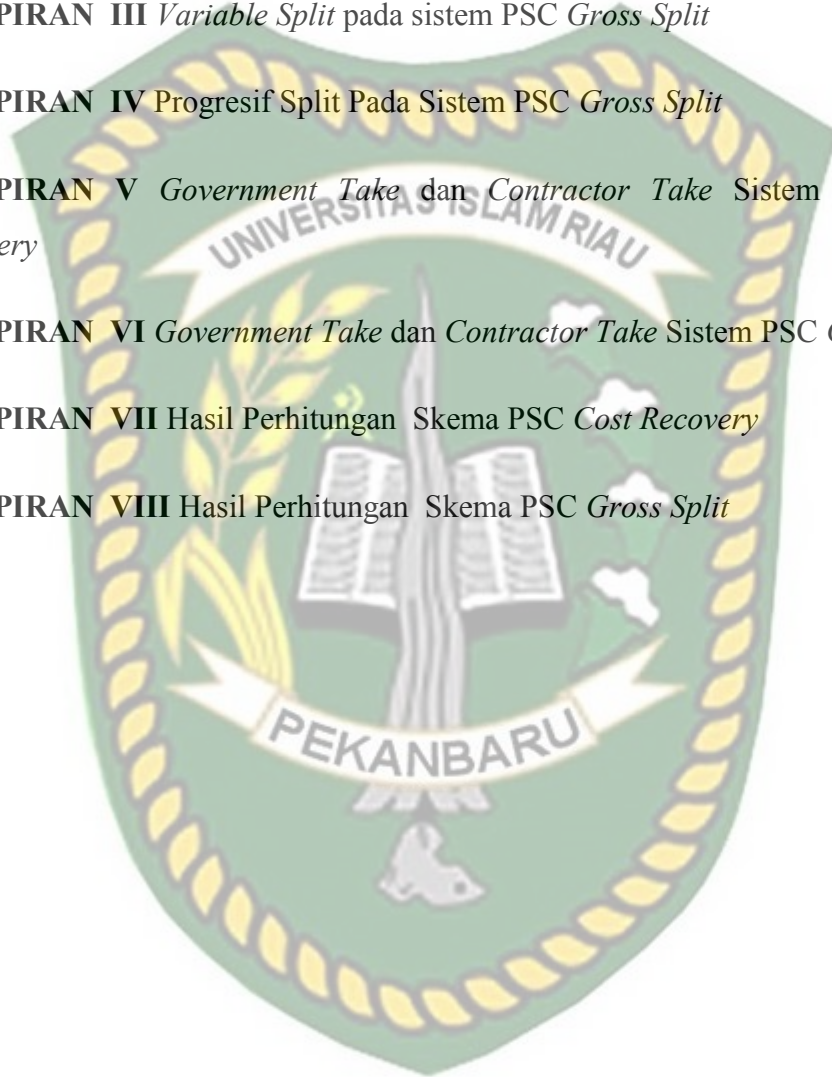 PIRAN III Variable Split pada sistem PSC Gross Split
PIRAN IV Progresif Split Pada Sistem PSC Gross Split
PIRAN V Government Take dan Contractor Take Sistem
ery
PIRAN VI Government Take dan Contractor Take Sistem PSC
PIRAN VII Hasil Perhitungan Skema PSC Cost Recovery
PIRAN VIII Hasil Perhitungan Skema PSC Gross Split
UNIVERSITAS ISLAM RIAU
PEKANBARU